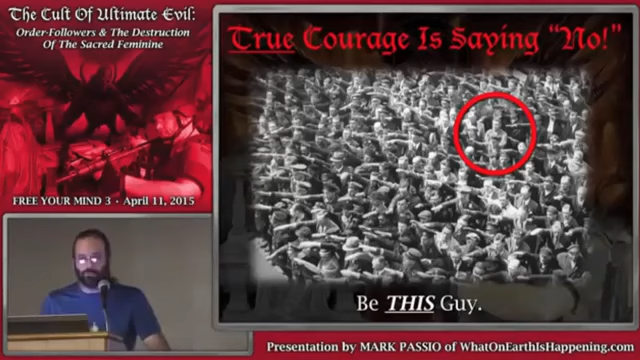 The Cult Of Ultimate Evil:
Order-Followers & The Destruction
Of The Sacred Feminine
FREE YOUR MIND 3 · April 11, 2015
True Courage Is Saying "No!"
Be THIS Guy.
Presentation by MARK PASSIO of WhatOnEarthIsHappening.com